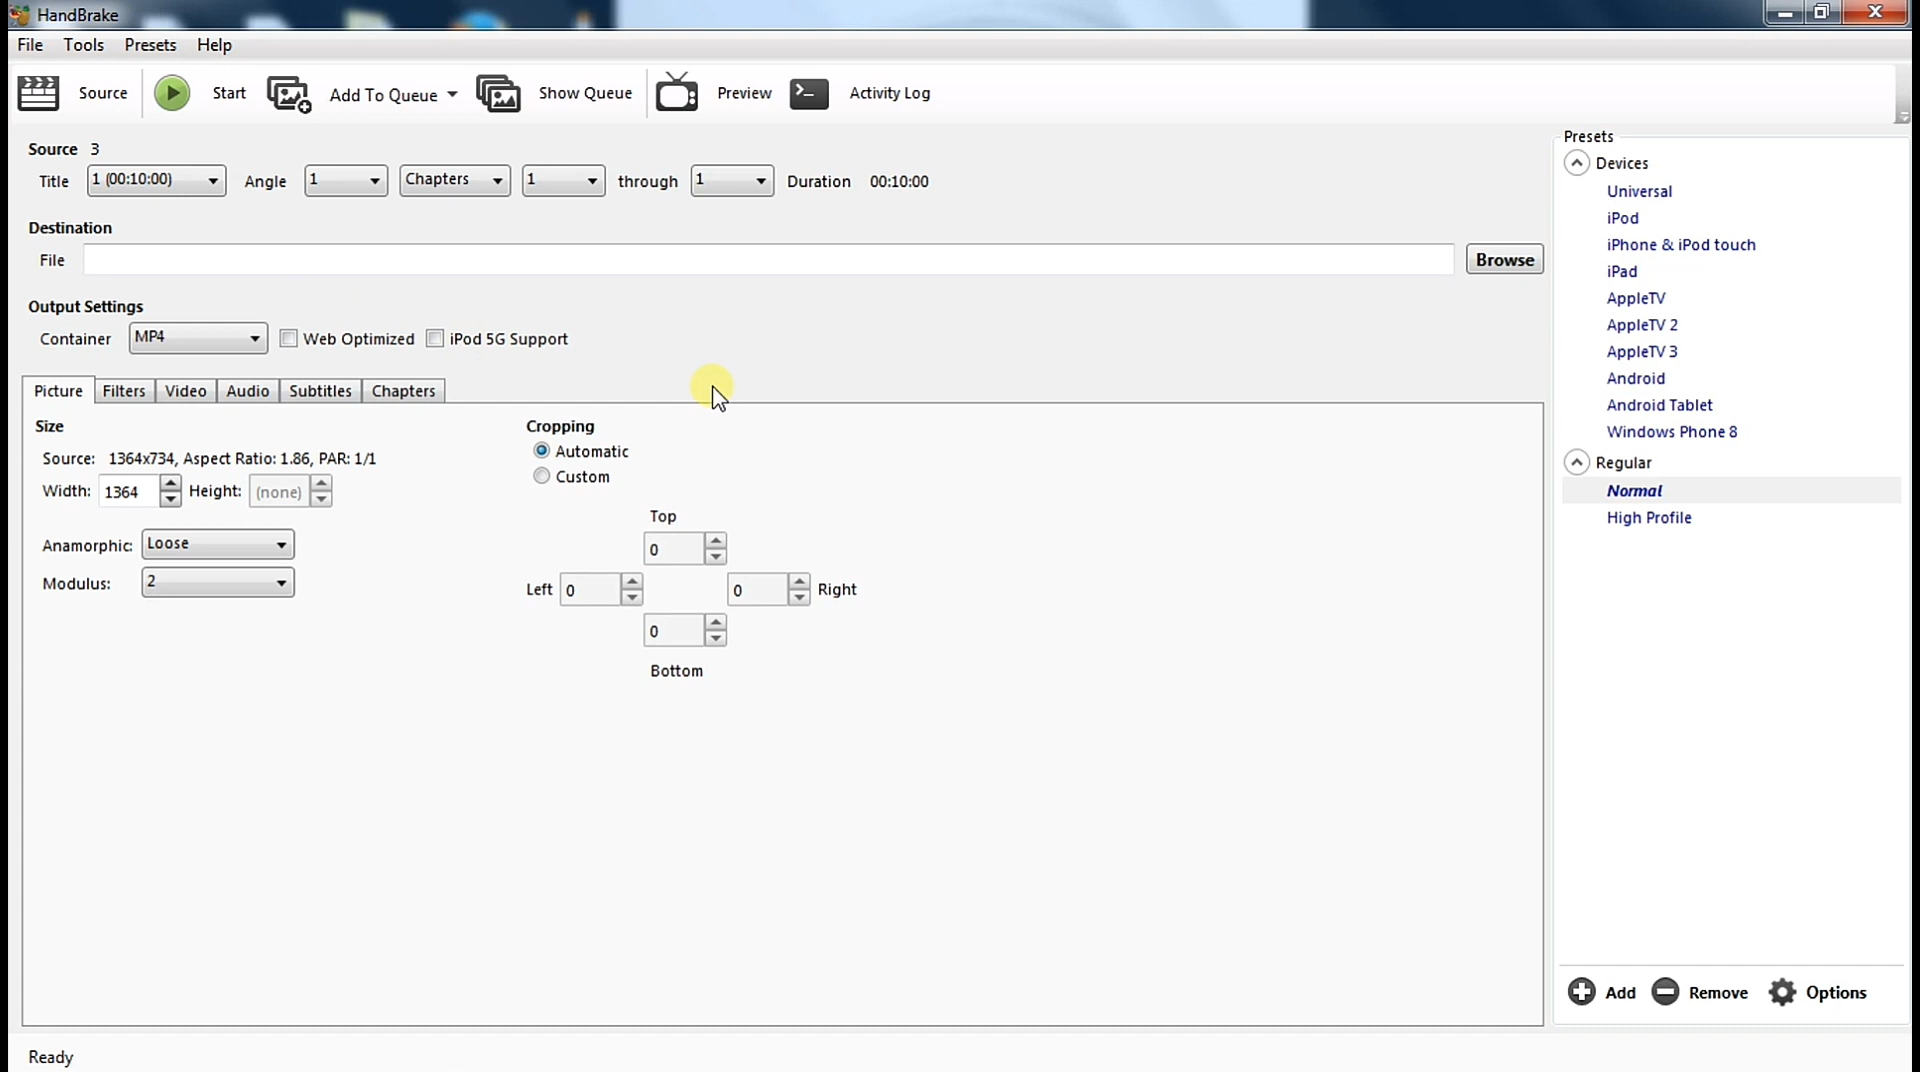 HandBrake
File Tools Presets Help
Source Start Add To Queue Show Queue Preview Activity Log
Source 3
Title 1 (00:10:00) Angle 1 Chapters 1 through 1 Duration 00:10:00
Destination
File Browse
Output Settings
Container MP4 Web Optimized iPod 5G Support
Picture Filters Video Audio Subtitles Chapters
Size
Source: 1364x734, Aspect Ratio: 1.86, PAR: 1/1
Width: 1364 Height: (none)
Anamorphic: Loose
Modulus: 2
Cropping
Automatic
Custom
Top
0
Left 0 0 Right
0
Bottom
Presets
Devices
Universal
iPod
iPhone & iPod touch
iPad
AppleTV
AppleTV 2
AppleTV 3
Android
Android Tablet
Windows Phone 8
Regular
Normal
High Profile
Add Remove Options
Ready